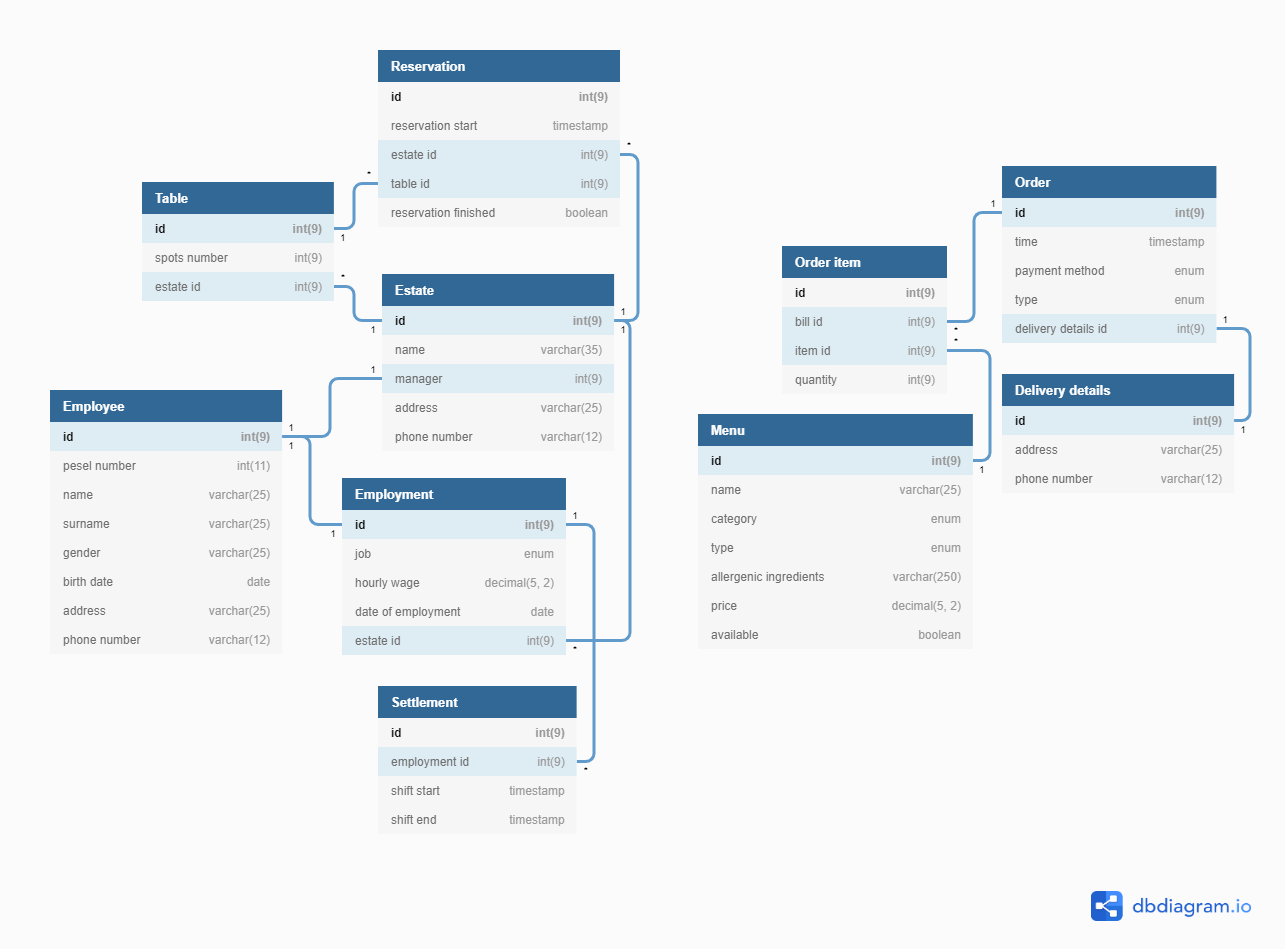 Reservation
id int(9)
reservation start timestamp
estate id int(9)
table id int(9)
reservation finished boolean
* * 1 1
Table
id int(9)
spots number int(9)
estate id int(9)
* 1
Estate
id int(9)
name varchar(35)
manager int(9)
address varchar(25)
phone number varchar(12)
1 1
Employee
id int(9)
pesel number int(11)
name varchar(25)
surname varchar(25)
gender varchar(25)
birth date date
address varchar(25)
phone number varchar(12)
1 1 1
Employment
id int(9)
job enum
hourly wage decimal(5, 2)
date of employment date
estate id int(9)
1 1 *
Settlement
id int(9)
employment id int(9)
shift start timestamp
shift end timestamp
*
Order item
id int(9)
bill id int(9)
item id int(9)
quantity int(9)
* *
Order
id int(9)
time timestamp
payment method enum
type enum
delivery details id int(9)
1 1
Delivery details
id int(9)
address varchar(25)
phone number varchar(12)
1
Menu
id int(9)
name varchar(25)
category enum
type enum
allergenic ingredients varchar(250)
price decimal(5, 2)
available boolean
1
dbdiagram.io